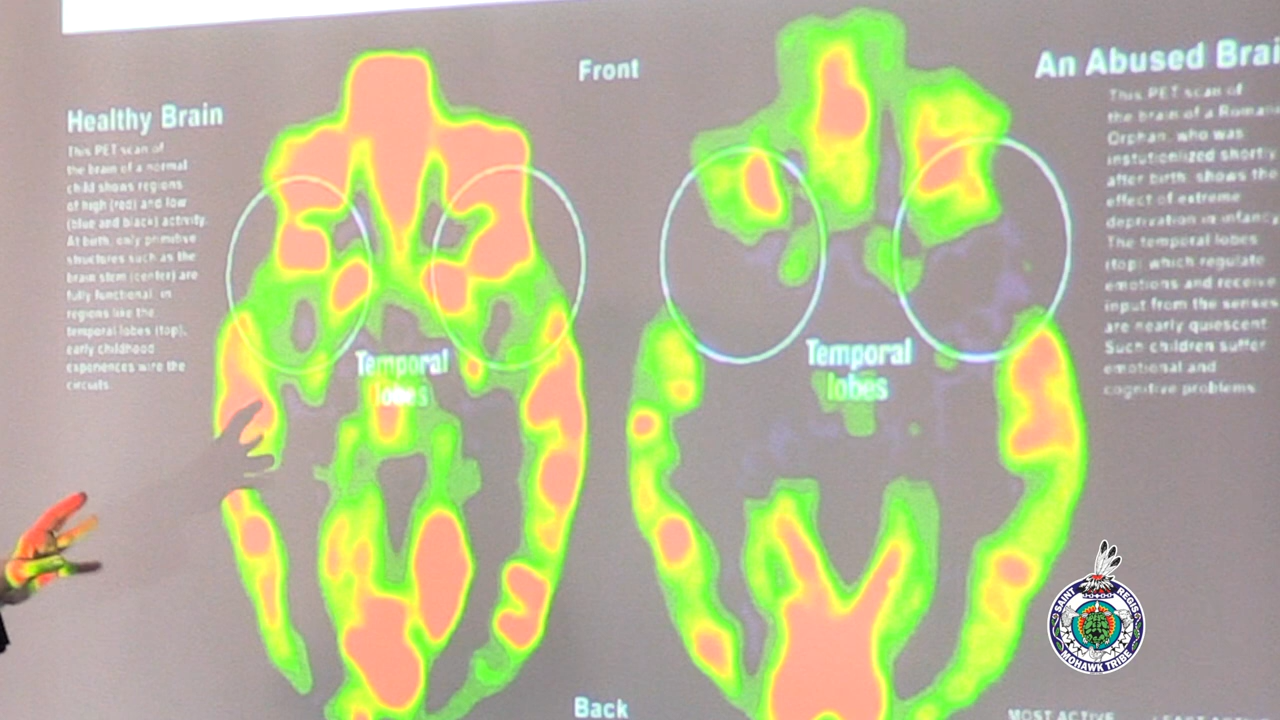 Front
Healthy Brain
This PET scan of
the brain of a normal
child shows regions
of high (red) and low
(blue and black) activity.
At birth, only primitive
structures such as the
brain stem (center) are
fully functional, in
regions like the
temporal lobes (top),
early childhood
experiences wire the
circuits.
An Abused Brai
This PET scan of
the brain of a Romani
Orphan, who was
instutionlized shortly
after birth, shows the
effect of extreme
deprivation in infancy.
The temporal lobes
(top) which regulate
emotions and receive
input from the senses
are nearly quiescent
Such children suffer
emotional and
cognitive problems.
Temporal
lobes
Temporal
lobes
Back
MOST ACTIVE
SAINT REGIS
MOHAWK TRIBE